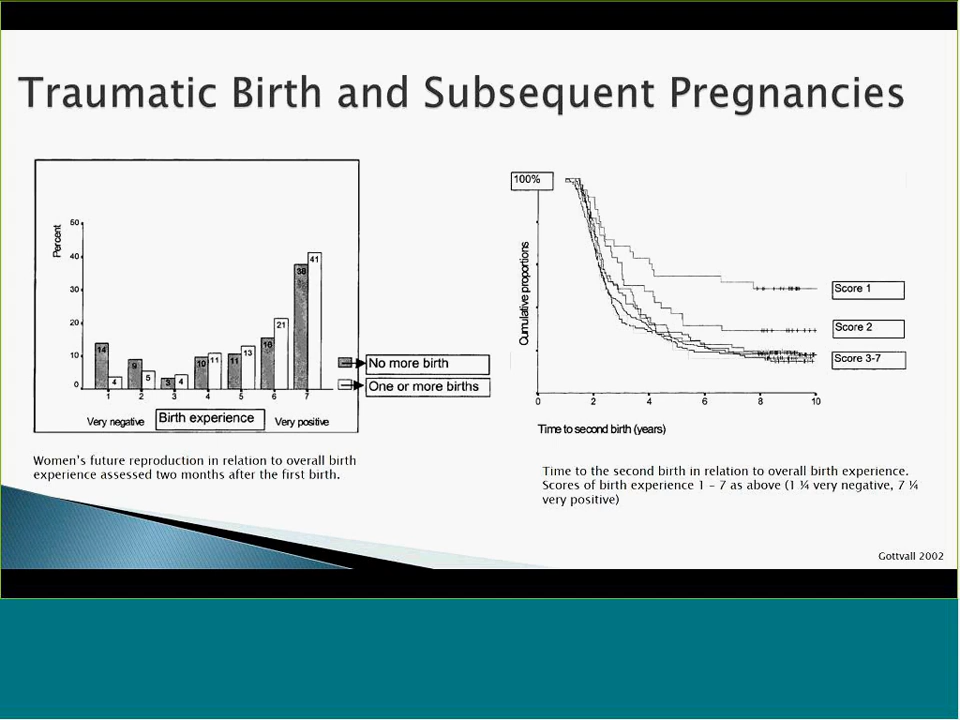 Traumatic Birth and Subsequent Pregnancies
Percent
50
40
30
20
10
0
14
4
9
5
3
4
10
11
11
13
16
21
38
41
1 2 3 4 5 6 7
Very negative Birth experience Very positive
No more birth
One or more births
Women's future reproduction in relation to overall birth
experience assessed two months after the first birth.
100%
Cumulative proportions
Score 1
Score 2
Score 3-7
0 2 4 6 8 10
Time to second birth (years)
Time to the second birth in relation to overall birth experience.
Scores of birth experience 1 - 7 as above (1 ¼ very negative, 7 ¼
very positive)
Gottvall 2002